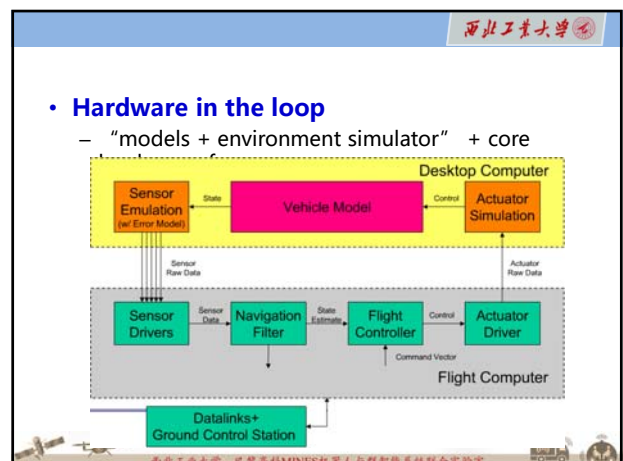 西北工业大学
• Hardware in the loop
– “models + environment simulator” + core
Desktop Computer
Sensor
Emulation
(w/ Error Model)
State
Vehicle Model
Control
Actuator
Simulation
Sensor
Raw Data
Actuator
Raw Data
Sensor
Drivers
Sensor
Data
Navigation
Filter
State
Estimate
Flight
Controller
Control
Actuator
Driver
Command Vector
Flight Computer
Datalinks+
Ground Control Station